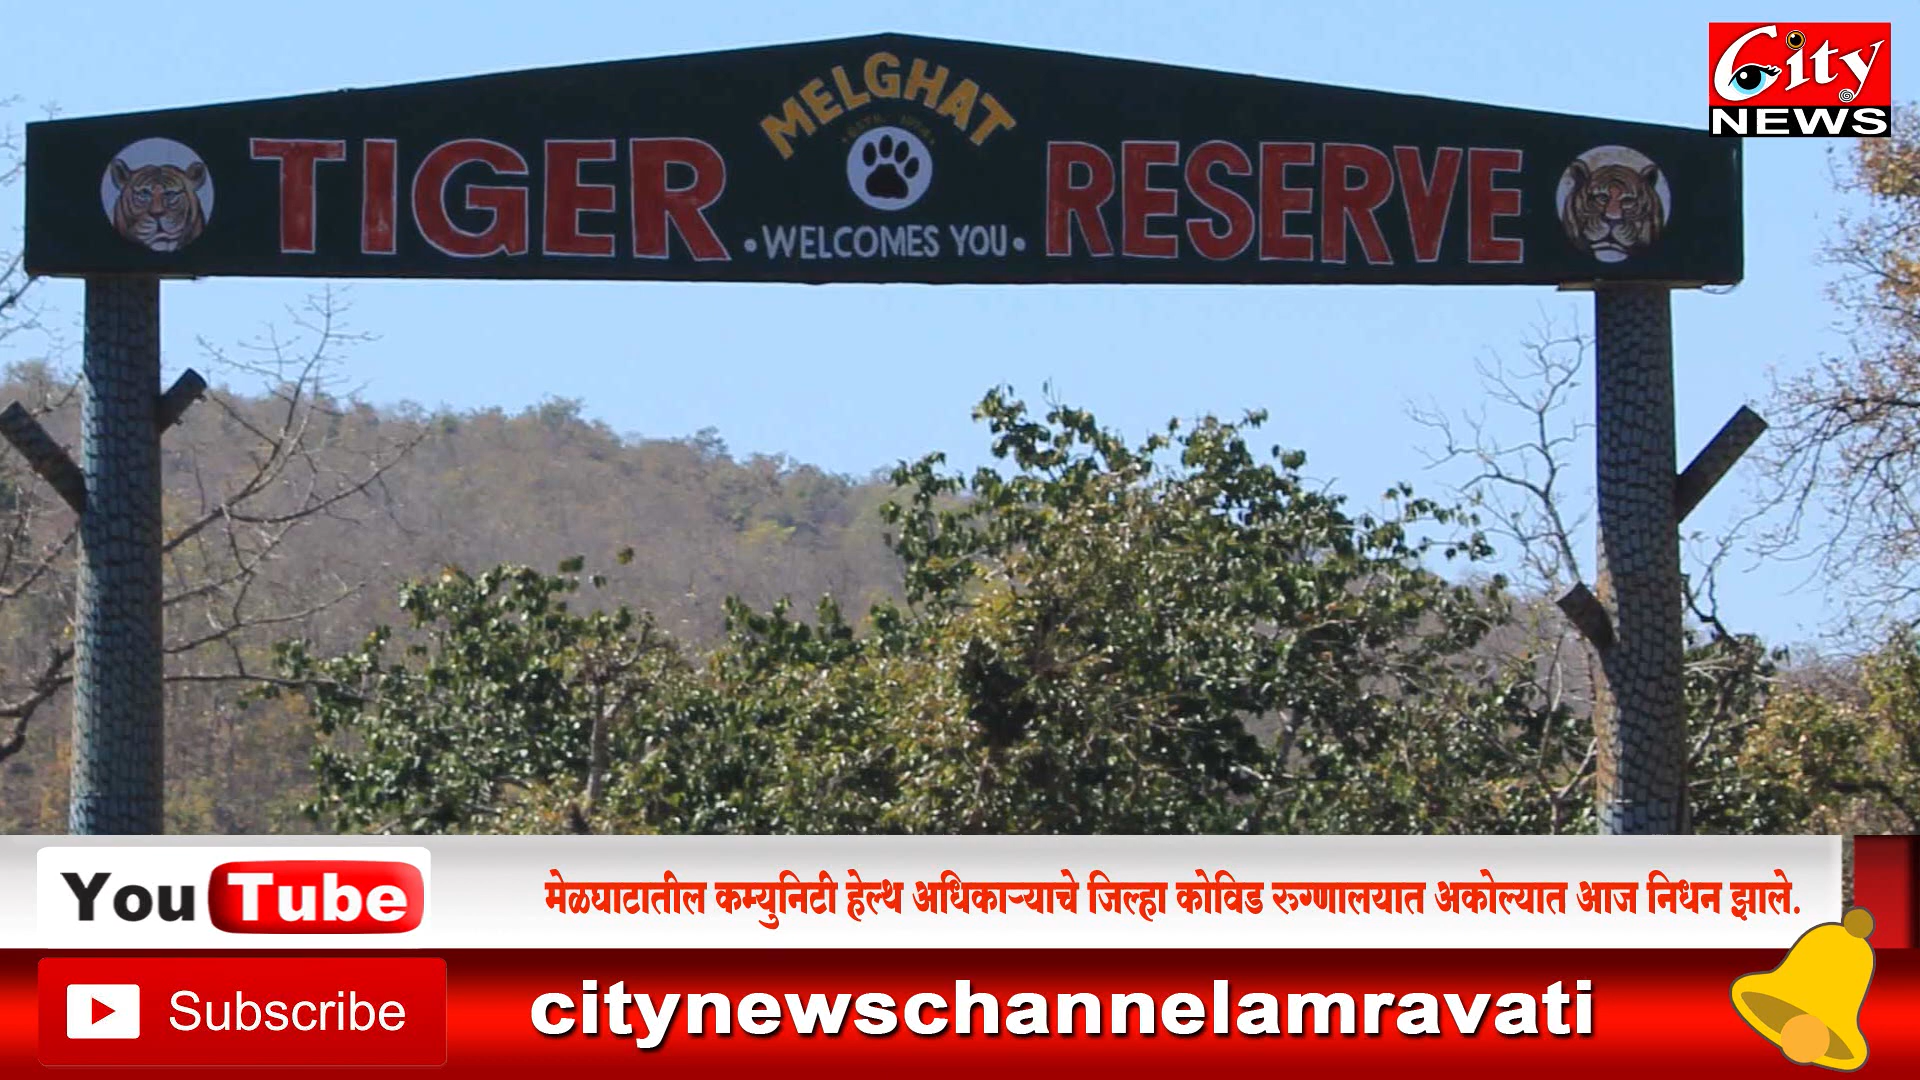 City
NEWS
MELGHAT
TIGER
RESERVE
• WELCOMES YOU •
YouTube
मेळघाटातील कम्युनिटी हेल्थ अधिकाऱ्याचे जिल्हा कोविड रुग्णालयात अकोल्यात आज निधन झाले.
Subscribe
citynewschannelamravati